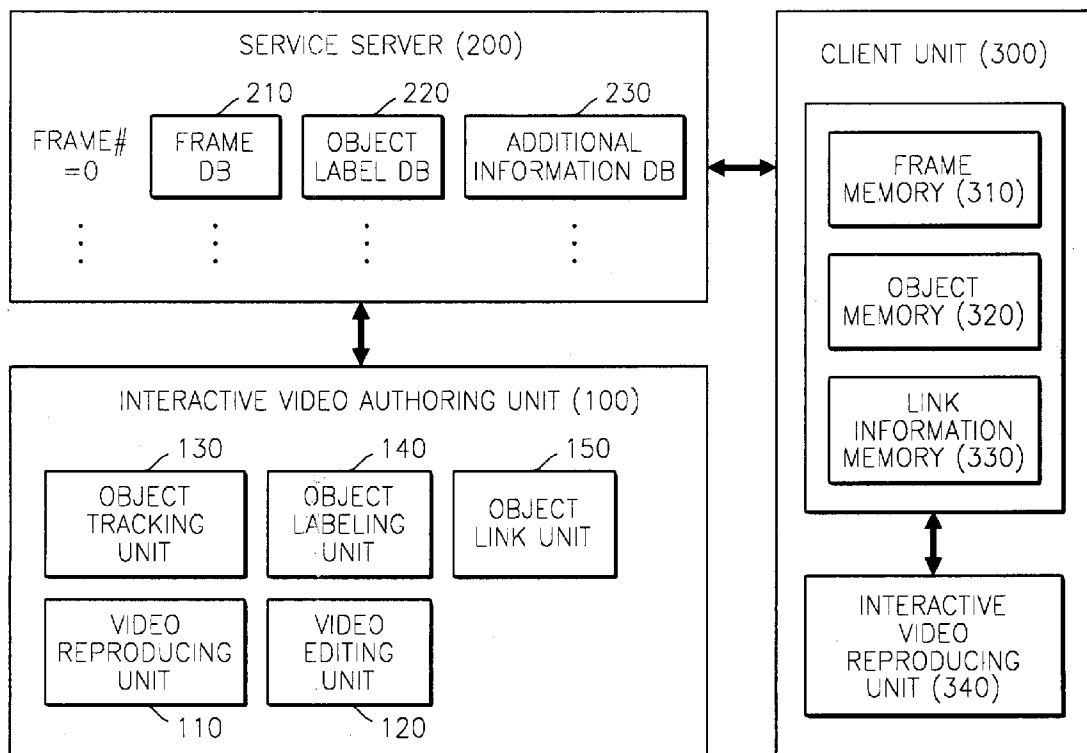 SERVICE SERVER (200)
210
220
230
FRAME#
=0
FRAME
DB
OBJECT
LABEL DB
ADDITIONAL
INFORMATION DB
INTERACTIVE VIDEO AUTHORING UNIT (100)
130
140
150
OBJECT
TRACKING
UNIT
OBJECT
LABELING
UNIT
OBJECT
LINK UNIT
VIDEO
REPRODUCING
UNIT
VIDEO
EDITING
UNIT
110
120
CLIENT UNIT (300)
FRAME
MEMORY (310)
OBJECT
MEMORY (320)
LINK
INFORMATION
MEMORY (330)
INTERACTIVE
VIDEO
REPRODUCING
UNIT (340)